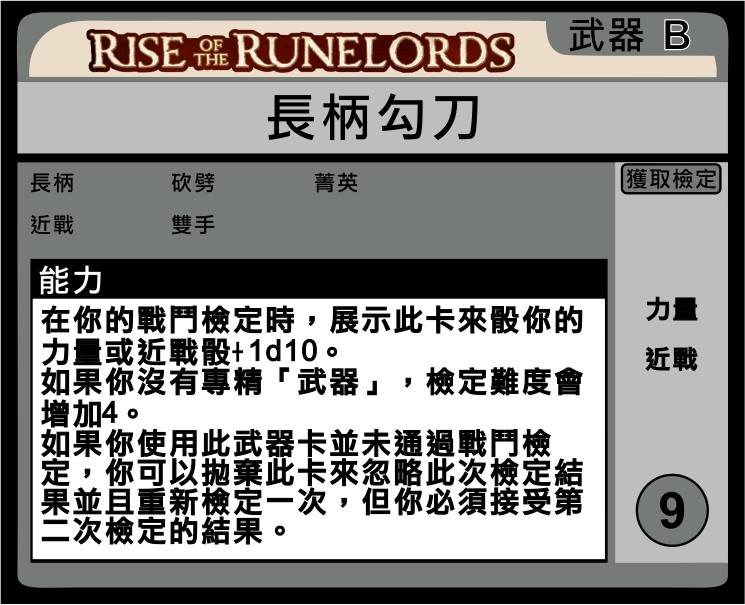 RISE OF THE RUNELORDS
武器 B
長柄勾刀
長柄 砍劈 菁英
近戰 雙手
獲取檢定
力量
近戰
9
能力
在你的戰鬥檢定時，展示此卡來骰你的
力量或近戰骰+1d10。
如果你沒有專精「武器」，檢定難度會
增加4。
如果你使用此武器卡並未通過戰鬥檢
定，你可以拋棄此卡來忽略此次檢定結
果並且重新檢定一次，但你必須接受第
二次檢定的結果。